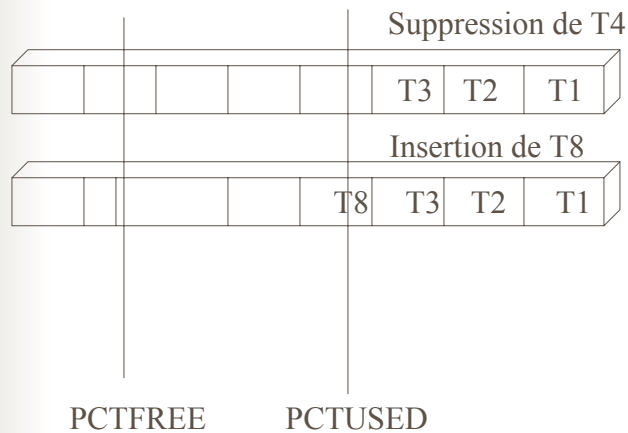 Suppression de T4
T3 T2 T1
Insertion de T8
T8 T3 T2 T1
PCTFREE PCTUSED